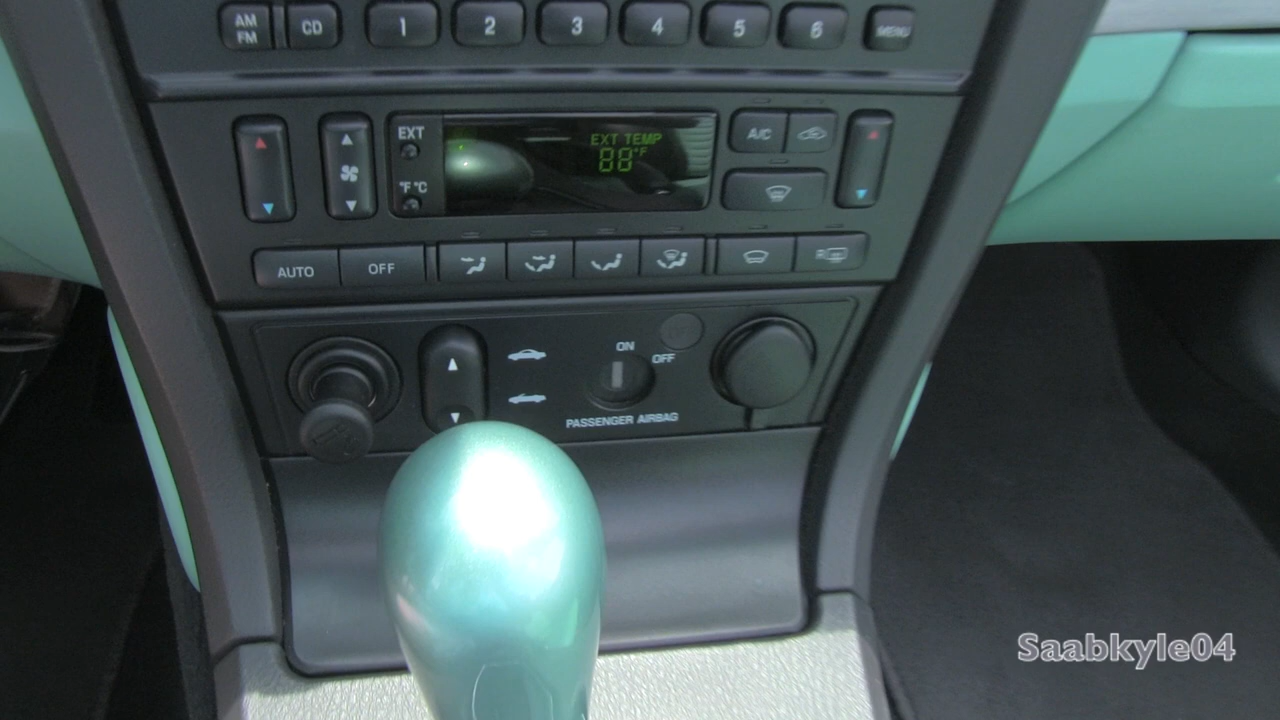 AM
FM
CD
1
2
3
4
5
6
MENU
EXT
°F °C
EXT TEMP
88°F
A/C
AUTO
OFF
ON
OFF
PASSENGER AIRBAG
Saabkyle04